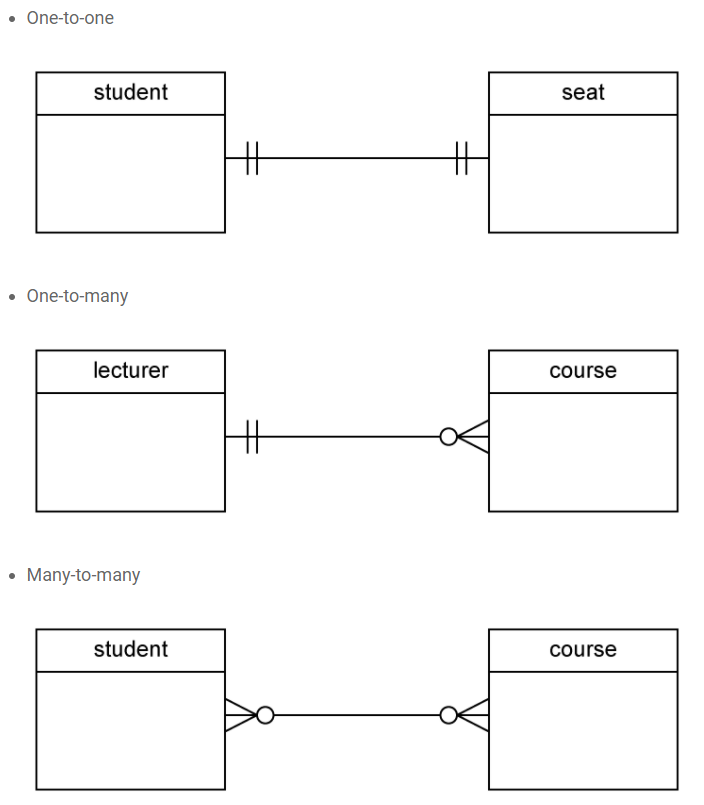 One-to-one
student
seat
One-to-many
lecturer
course
Many-to-many
student
course